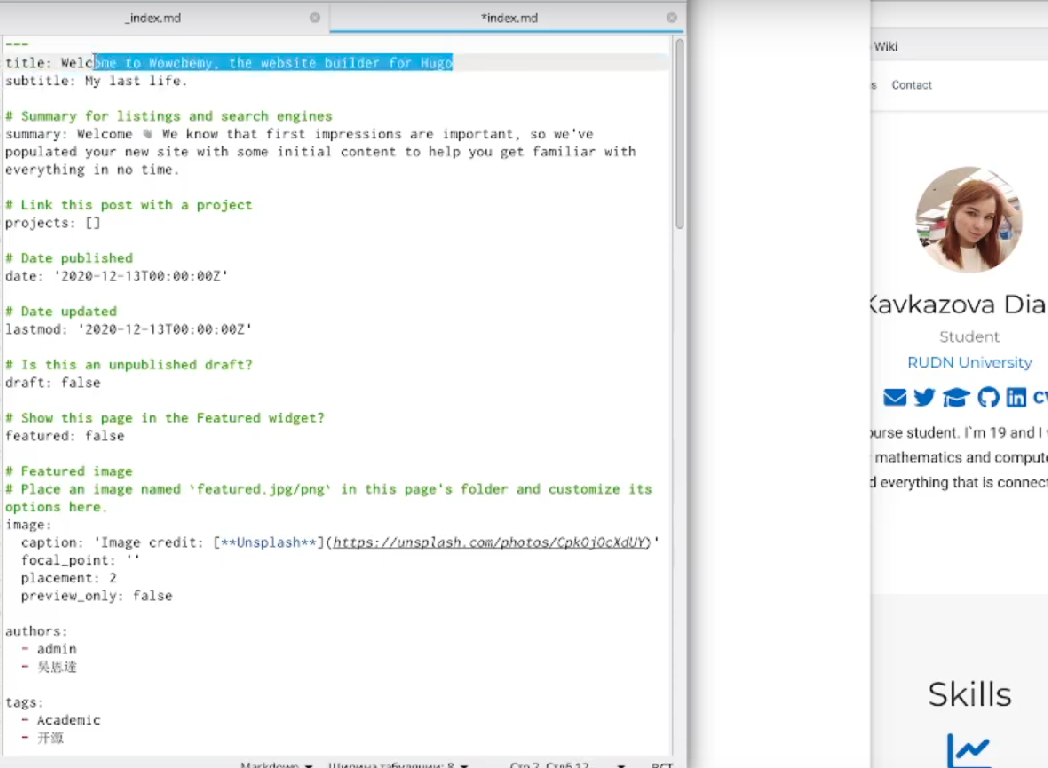 _index.md
*index.md
---
title: Welcome to Wowchemy, the website builder for Hugo
subtitle: My last life.
# Summary for listings and search engines
summary: Welcome 👋 We know that first impressions are important, so we've
populated your new site with some initial content to help you get familiar with
everything in no time.
# Link this post with a project
projects: []
# Date published
date: '2020-12-13T00:00:00Z'
# Date updated
lastmod: '2020-12-13T00:00:00Z'
# Is this an unpublished draft?
draft: false
# Show this page in the Featured widget?
featured: false
# Featured image
# Place an image named `featured.jpg/png` in this page's folder and customize its
options here.
image:
caption: 'Image credit: [**Unsplash**](https://unsplash.com/photos/CpkOjOcXdUY)'
focal_point: ''
placement: 2
preview_only: false
authors:
- admin
- 吳恩達
tags:
- Academic
- 开源
Markdown
Ширина табуляции: 8
Стр 2, Стлб 12
ВСТ
Wiki
s Contact
Kavkazova Dia
Student
RUDN University
CV
ourse student. I`m 19 and I
mathematics and compute
d everything that is connect
Skills